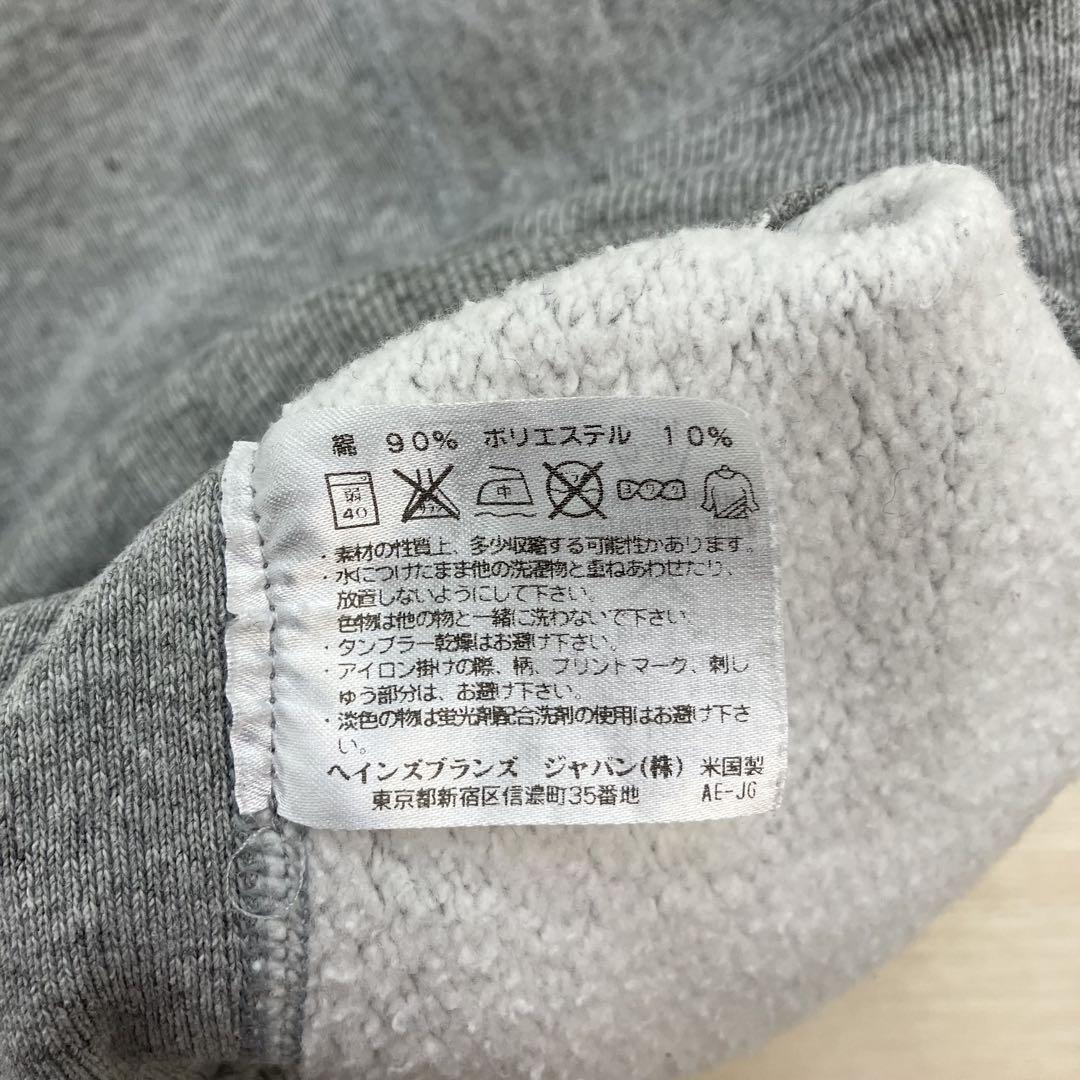 綿 90% ポリエステル 10%
弱 40 中
・素材の性質上、多少収縮する可能性があります。
・水につけたまま他の洗濯物と重ねあわせたり、
放置しないようにして下さい。
色物は他の物と一緒に洗わないで下さい。
・タンブラー乾燥はお避け下さい。
・アイロン掛けの際、柄、プリントマーク、刺し
ゅう部分は、お避け下さい。
・淡色の物は蛍光剤配合洗剤の使用はお避け下さ
い。
ヘインズブランズ ジャパン(株) 米国製
東京都新宿区信濃町35番地 AE-JG